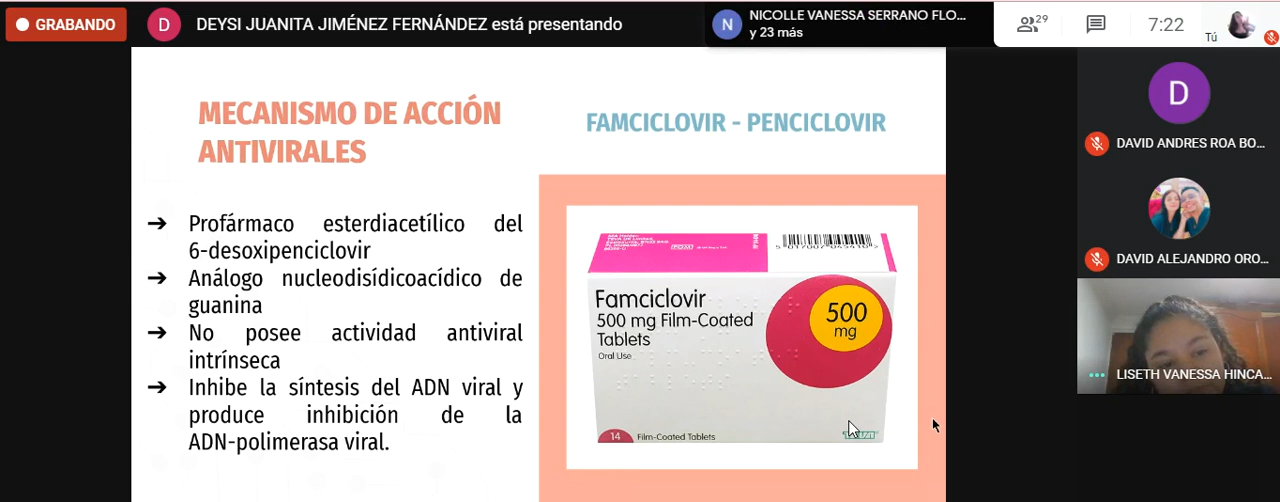 GRABANDO
D
DEYSI JUANITA JIMÉNEZ FERNÁNDEZ está presentando
N
NICOLLE VANESSA SERRANO FLO...
y 23 más
29
7:22
Tú
MECANISMO DE ACCIÓN
ANTIVIRALES
FAMCICLOVIR - PENCICLOVIR
➔ Profármaco esterdiacetílico del
6-desoxipenciclovir
➔ Análogo nucleodisídicoacídico de
guanina
➔ No posee actividad antiviral
intrínseca
➔ Inhibe la síntesis del ADN viral y
produce inhibición de la
ADN-polimerasa viral.
POM
Famciclovir
500 mg Film-Coated
Tablets
Oral Use
500
mg
14 Film-Coated Tablets
D
DAVID ANDRES ROA BO...
DAVID ALEJANDRO ORO...
LISETH VANESSA HINCA...